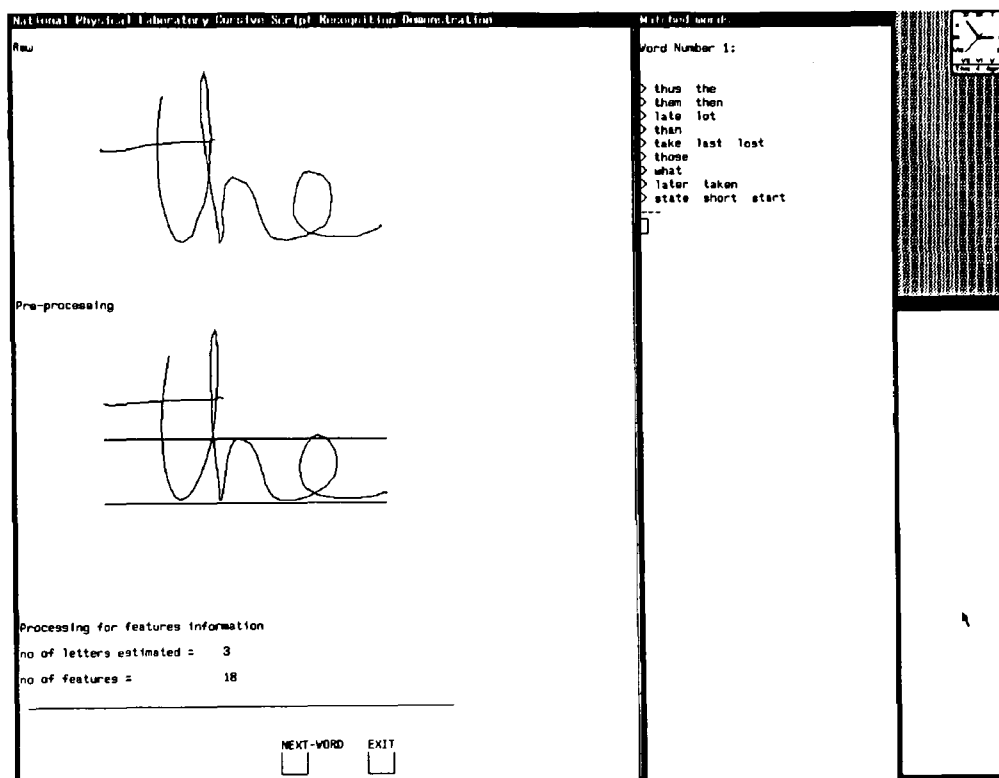 National Physical Laboratory Cursive Script Recognition Demonstration
Raw
the
Pre-processing
the
Processing for features information
no of letters estimated = 3
no of features = 18
NEXT-WORD EXIT
Matched words
Word Number 1:
> thus the
> them then
> late lot
> than
> take last lost
> those
> what
> later taken
> state short start
---